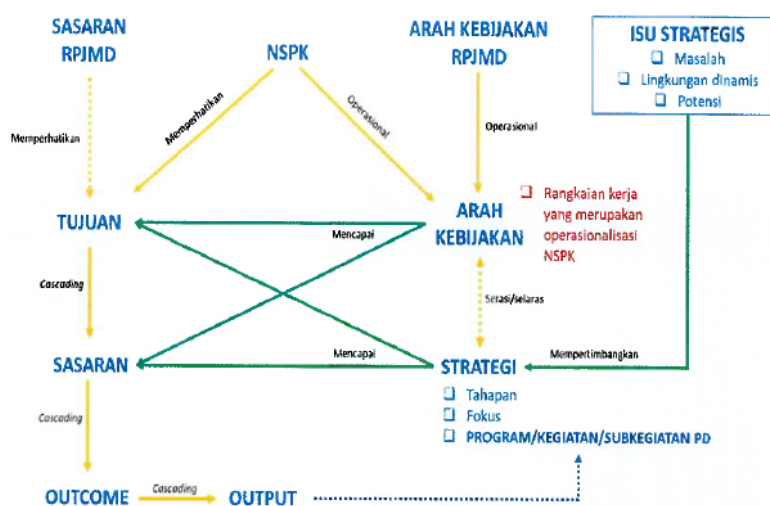 SASARAN
RPJMD
NSPK
ARAH KEBIJAKAN
RPJMD
ISU STRATEGIS
Masalah
Lingkungan dinamis
Potensi
Memperhatikan
Memperhatikan
Operasional
Operasional
TUJUAN
Mencapai
ARAH
KEBIJAKAN
Rangkaian kerja
yang merupakan
operasionalisasi
NSPK
Cascading
Serasi/selaras
SASARAN
Mencapai
STRATEGI
Mempertimbangkan
Tahapan
Fokus
PROGRAM/KEGIATAN/SUBKEGIATAN PD
Cascading
OUTCOME
Cascading
OUTPUT